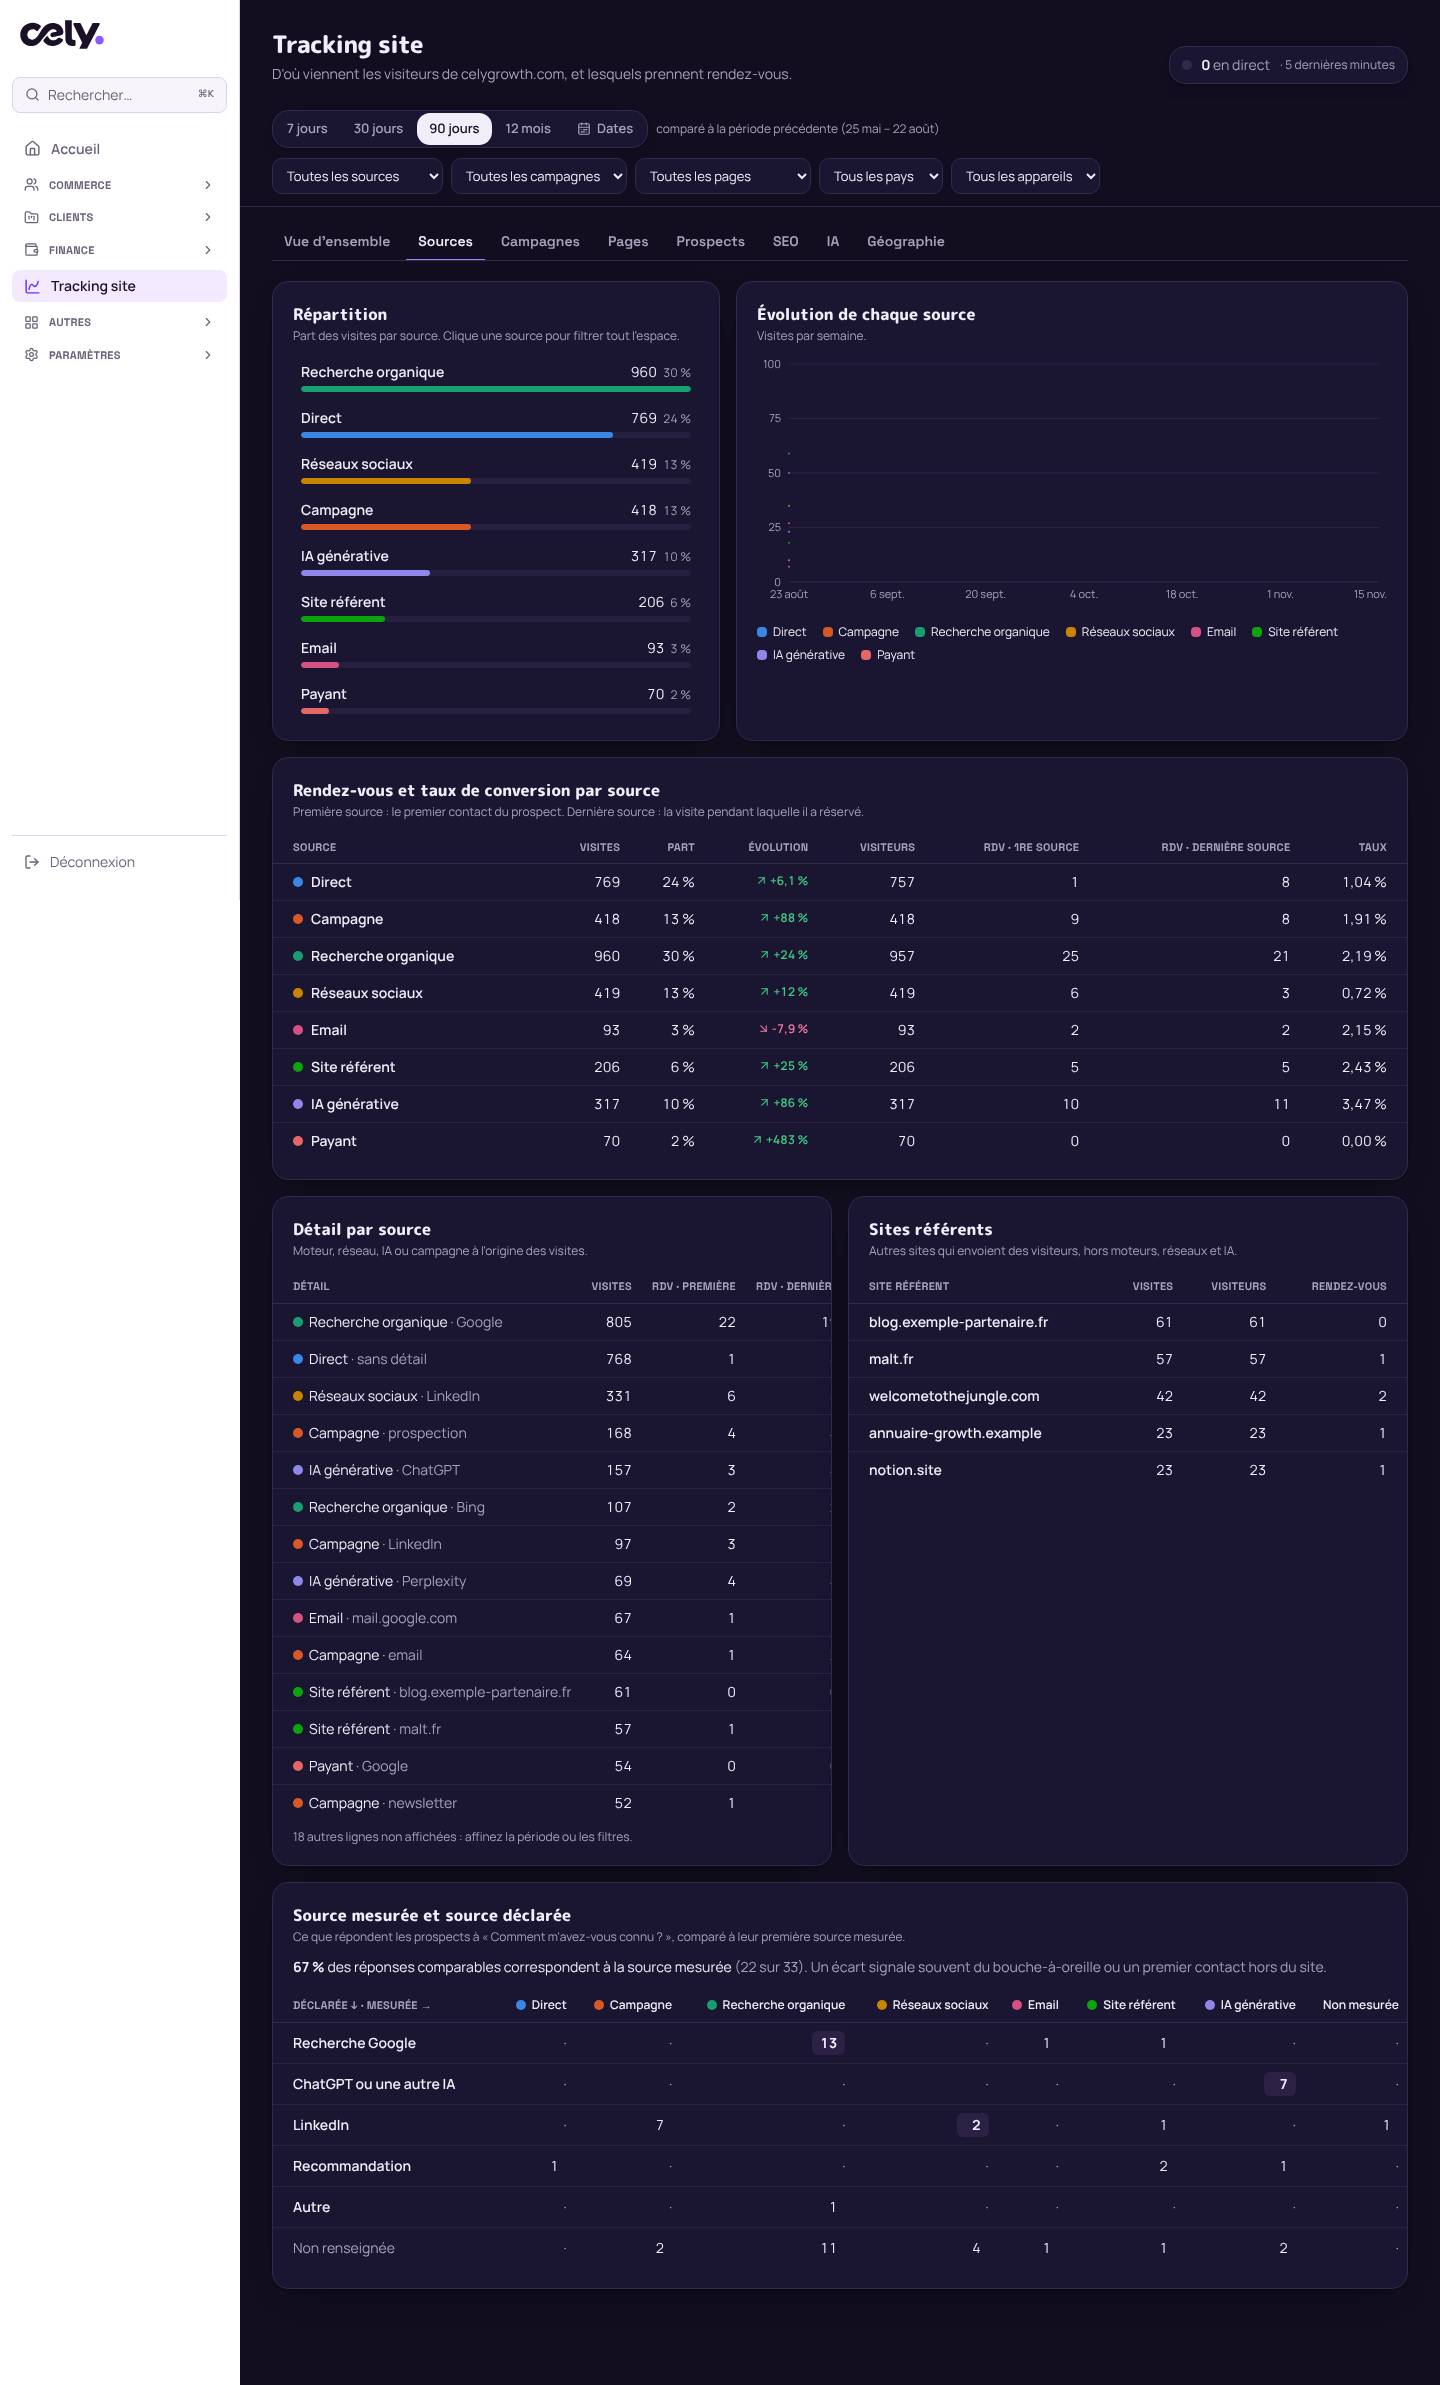 cely.
Rechercher... ⌘K
Accueil
COMMERCE
CLIENTS
FINANCE
Tracking site
AUTRES
PARAMÈTRES
Déconnexion
Tracking site
D'où viennent les visiteurs de celygrowth.com, et lesquels prennent rendez-vous.
0 en direct · 5 dernières minutes
7 jours 30 jours 90 jours 12 mois Dates comparé à la période précédente (25 mai – 22 août)
Toutes les sources Toutes les campagnes Toutes les pages Tous les pays Tous les appareils
Vue d'ensemble Sources Campagnes Pages Prospects SEO IA Géographie
Répartition
Part des visites par source. Clique une source pour filtrer tout l'espace.
Recherche organique 960 30 %
Direct 769 24 %
Réseaux sociaux 419 13 %
Campagne 418 13 %
IA générative 317 10 %
Site référent 206 6 %
Email 93 3 %
Payant 70 2 %
Évolution de chaque source
Visites par semaine.
100
75
50
25
0
23 août 6 sept. 20 sept. 4 oct. 18 oct. 1 nov. 15 nov.
Direct Campagne Recherche organique Réseaux sociaux Email Site référent
IA générative Payant
Rendez-vous et taux de conversion par source
Première source : le premier contact du prospect. Dernière source : la visite pendant laquelle il a réservé.
SOURCE VISITES PART ÉVOLUTION VISITEURS RDV · 1RE SOURCE RDV · DERNIÈRE SOURCE TAUX
Direct 769 24 % ↗ +6,1 % 757 1 8 1,04 %
Campagne 418 13 % ↗ +88 % 418 9 8 1,91 %
Recherche organique 960 30 % ↗ +24 % 957 25 21 2,19 %
Réseaux sociaux 419 13 % ↗ +12 % 419 6 3 0,72 %
Email 93 3 % ↘ -7,9 % 93 2 2 2,15 %
Site référent 206 6 % ↗ +25 % 206 5 5 2,43 %
IA générative 317 10 % ↗ +86 % 317 10 11 3,47 %
Payant 70 2 % ↗ +483 % 70 0 0 0,00 %
Détail par source
Moteur, réseau, IA ou campagne à l'origine des visites.
DÉTAIL VISITES RDV · PREMIÈRE RDV · DERNIÈR
Recherche organique · Google 805 22
Direct · sans détail 768 1
Réseaux sociaux · LinkedIn 331 6
Campagne · prospection 168 4
IA générative · ChatGPT 157 3
Recherche organique · Bing 107 2
Campagne · LinkedIn 97 3
IA générative · Perplexity 69 4
Email · mail.google.com 67 1
Campagne · email 64 1
Site référent · blog.exemple-partenaire.fr 61 0
Site référent · malt.fr 57 1
Payant · Google 54 0
Campagne · newsletter 52 1
18 autres lignes non affichées : affinez la période ou les filtres.
Sites référents
Autres sites qui envoient des visiteurs, hors moteurs, réseaux et IA.
SITE RÉFÉRENT VISITES VISITEURS RENDEZ-VOUS
blog.exemple-partenaire.fr 61 61 0
malt.fr 57 57 1
welcometothejungle.com 42 42 2
annuaire-growth.example 23 23 1
notion.site 23 23 1
Source mesurée et source déclarée
Ce que répondent les prospects à « Comment m'avez-vous connu ? », comparé à leur première source mesurée.
67 % des réponses comparables correspondent à la source mesurée (22 sur 33). Un écart signale souvent du bouche-à-oreille ou un premier contact hors du site.
DÉCLARÉE ↓ · MESURÉE → Direct Campagne Recherche organique Réseaux sociaux Email Site référent IA générative Non mesurée
Recherche Google · · 13 · 1 1 · ·
ChatGPT ou une autre IA · · · · · · 7 ·
LinkedIn · 7 · 2 · 1 · 1
Recommandation 1 · · · · 2 1 ·
Autre · · 1 · · · · ·
Non renseignée · 2 11 4 1 1 2 ·